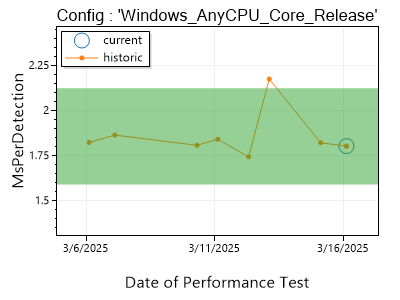 Config : 'Windows_AnyCPU_Core_Release'
current
historic
2.25
2
1.75
1.5
MsPerDetection
3/6/2025
3/11/2025
3/16/2025
Date of Performance Test